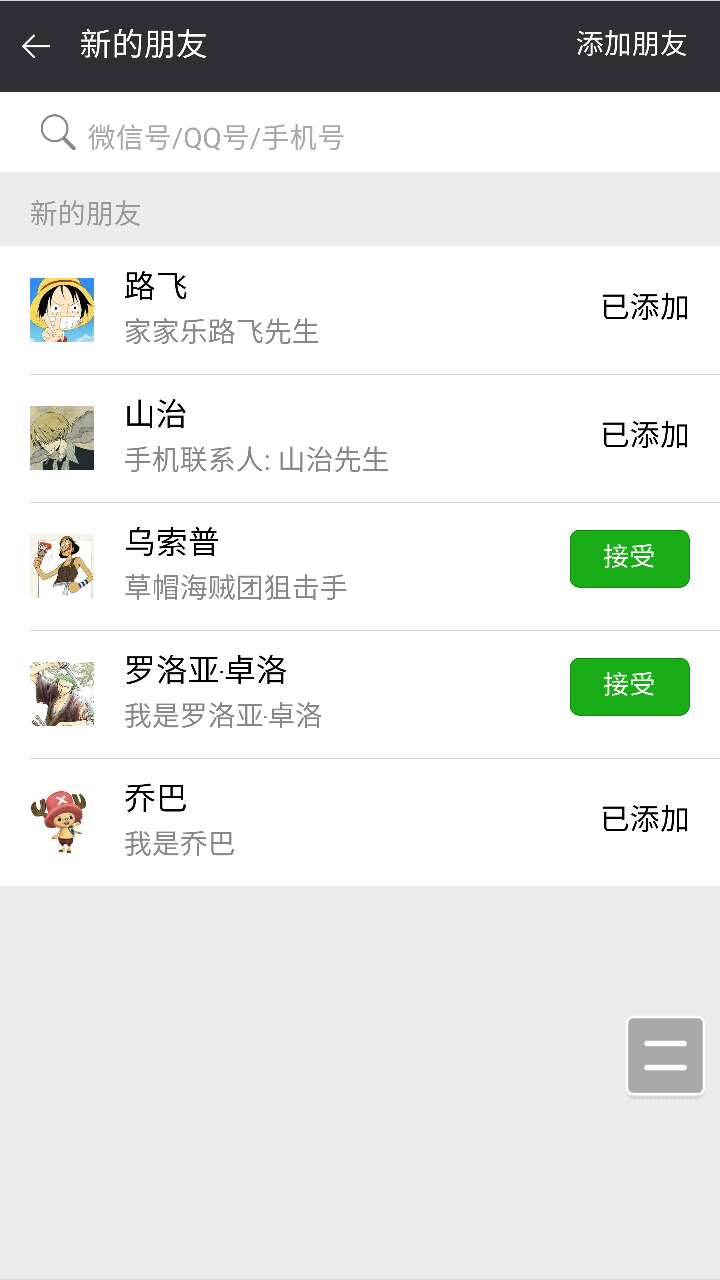 新的朋友
添加朋友
微信号/QQ号/手机号
新的朋友
路飞
家家乐路飞先生
已添加
山治
手机联系人: 山治先生
已添加
乌索普
草帽海贼团狙击手
接受
罗洛亚·卓洛
我是罗洛亚·卓洛
接受
乔巴
我是乔巴
已添加